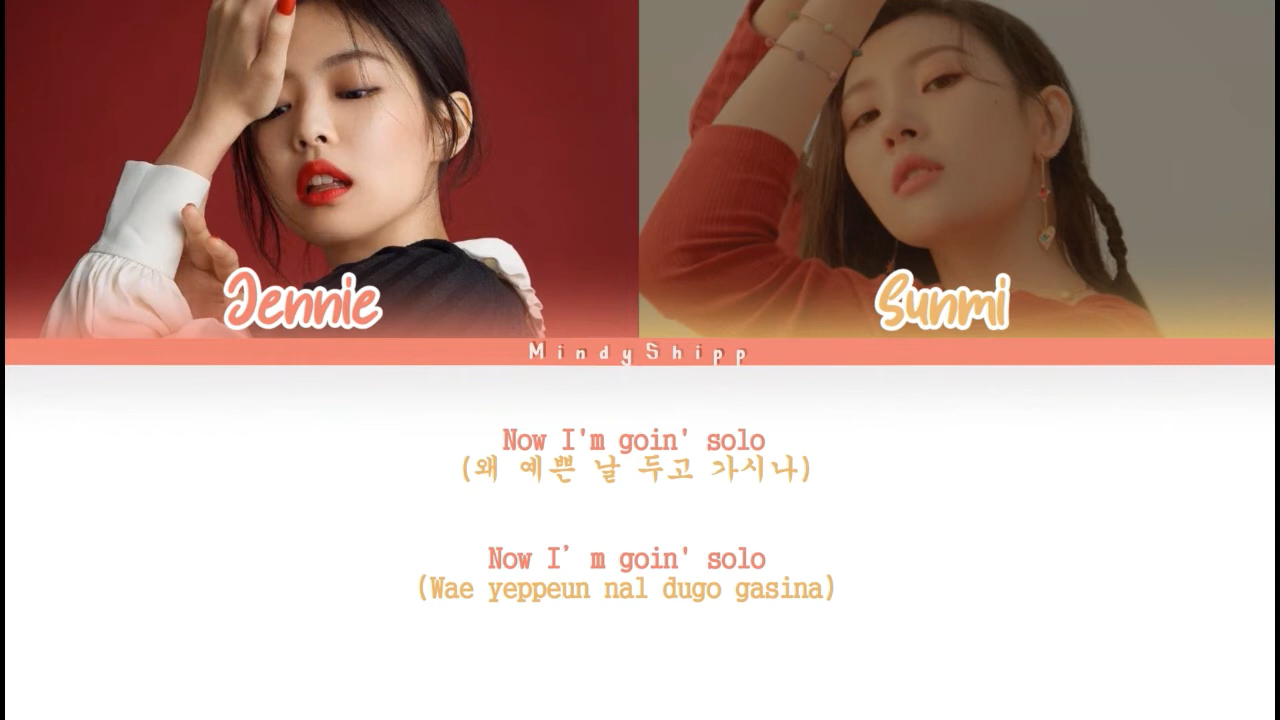 Jennie
Sunmi
MindyShipp
Now I'm goin' solo
(왜 예쁜 날 두고 가시나)
Now I’m goin' solo
(Wae yeppeun nal dugo gasina)